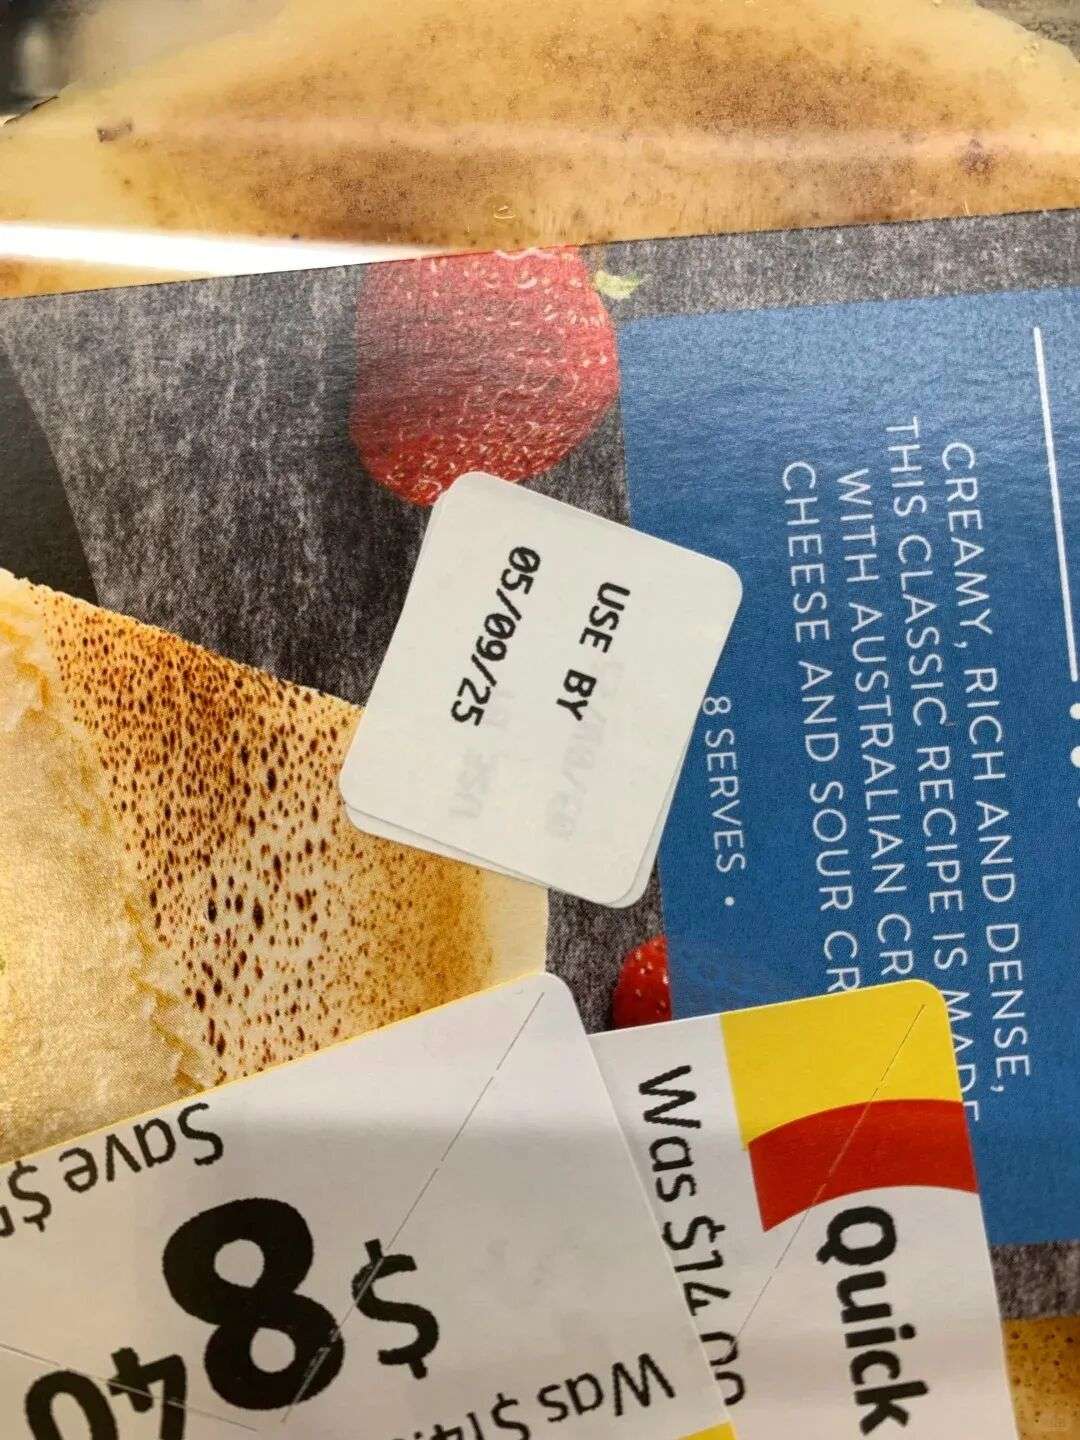 CREAMY, RICH AND DENSE,
THIS CLASSIC RECIPE IS MADE
WITH AUSTRALIAN CR
CHEESE AND SOUR CR
8 SERVES •
USE BY
05/09/25
Quick
Was $14.00
Was $14.
$8
40
Save $